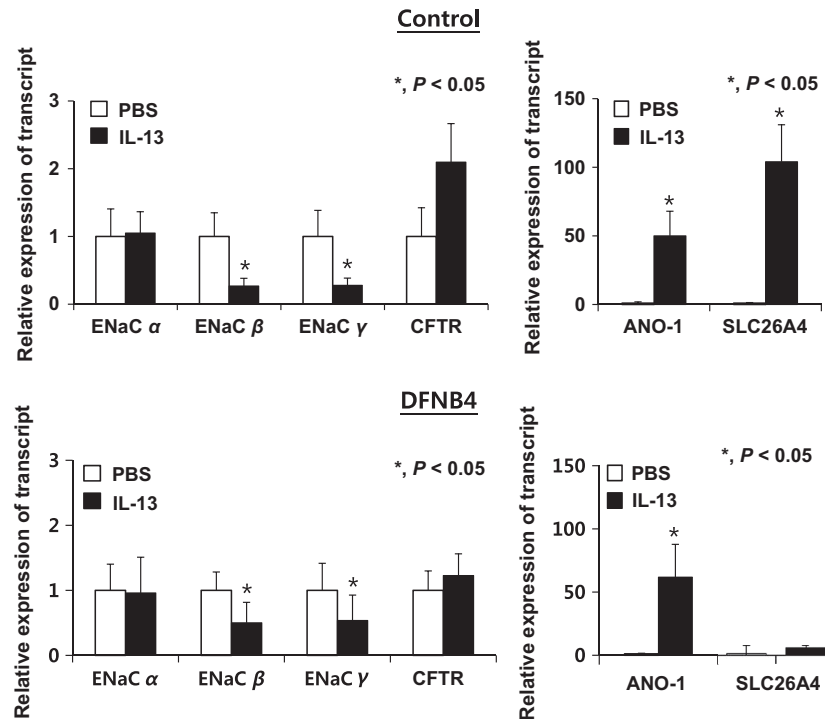 Control
*, P < 0.05
Relative expression of transcript
3
2
1
0
PBS
IL-13
*
*
ENaC α
ENaC β
ENaC γ
CFTR
*, P < 0.05
Relative expression of transcript
150
100
50
0
PBS
IL-13
*
*
ANO-1
SLC26A4
DFNB4
*, P < 0.05
Relative expression of transcript
3
2
1
0
PBS
IL-13
*
*
ENaC α
ENaC β
ENaC γ
CFTR
*, P < 0.05
Relative expression of transcript
150
100
50
0
PBS
IL-13
*
ANO-1
SLC26A4